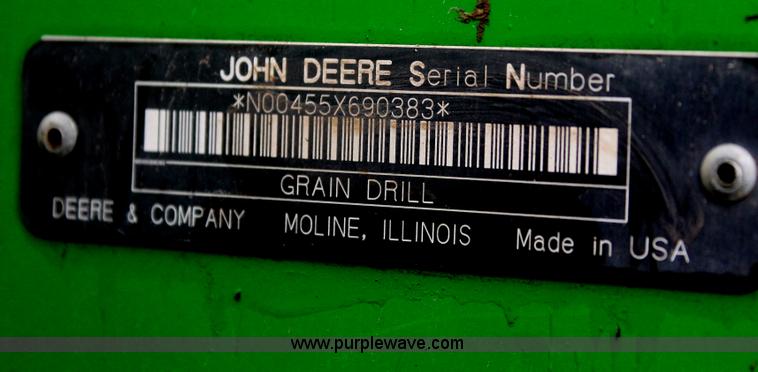 JOHN DEERE Serial Number
*N00455X690383*
GRAIN DRILL
DEERE & COMPANY MOLINE, ILLINOIS Made in USA
www.purplewave.com